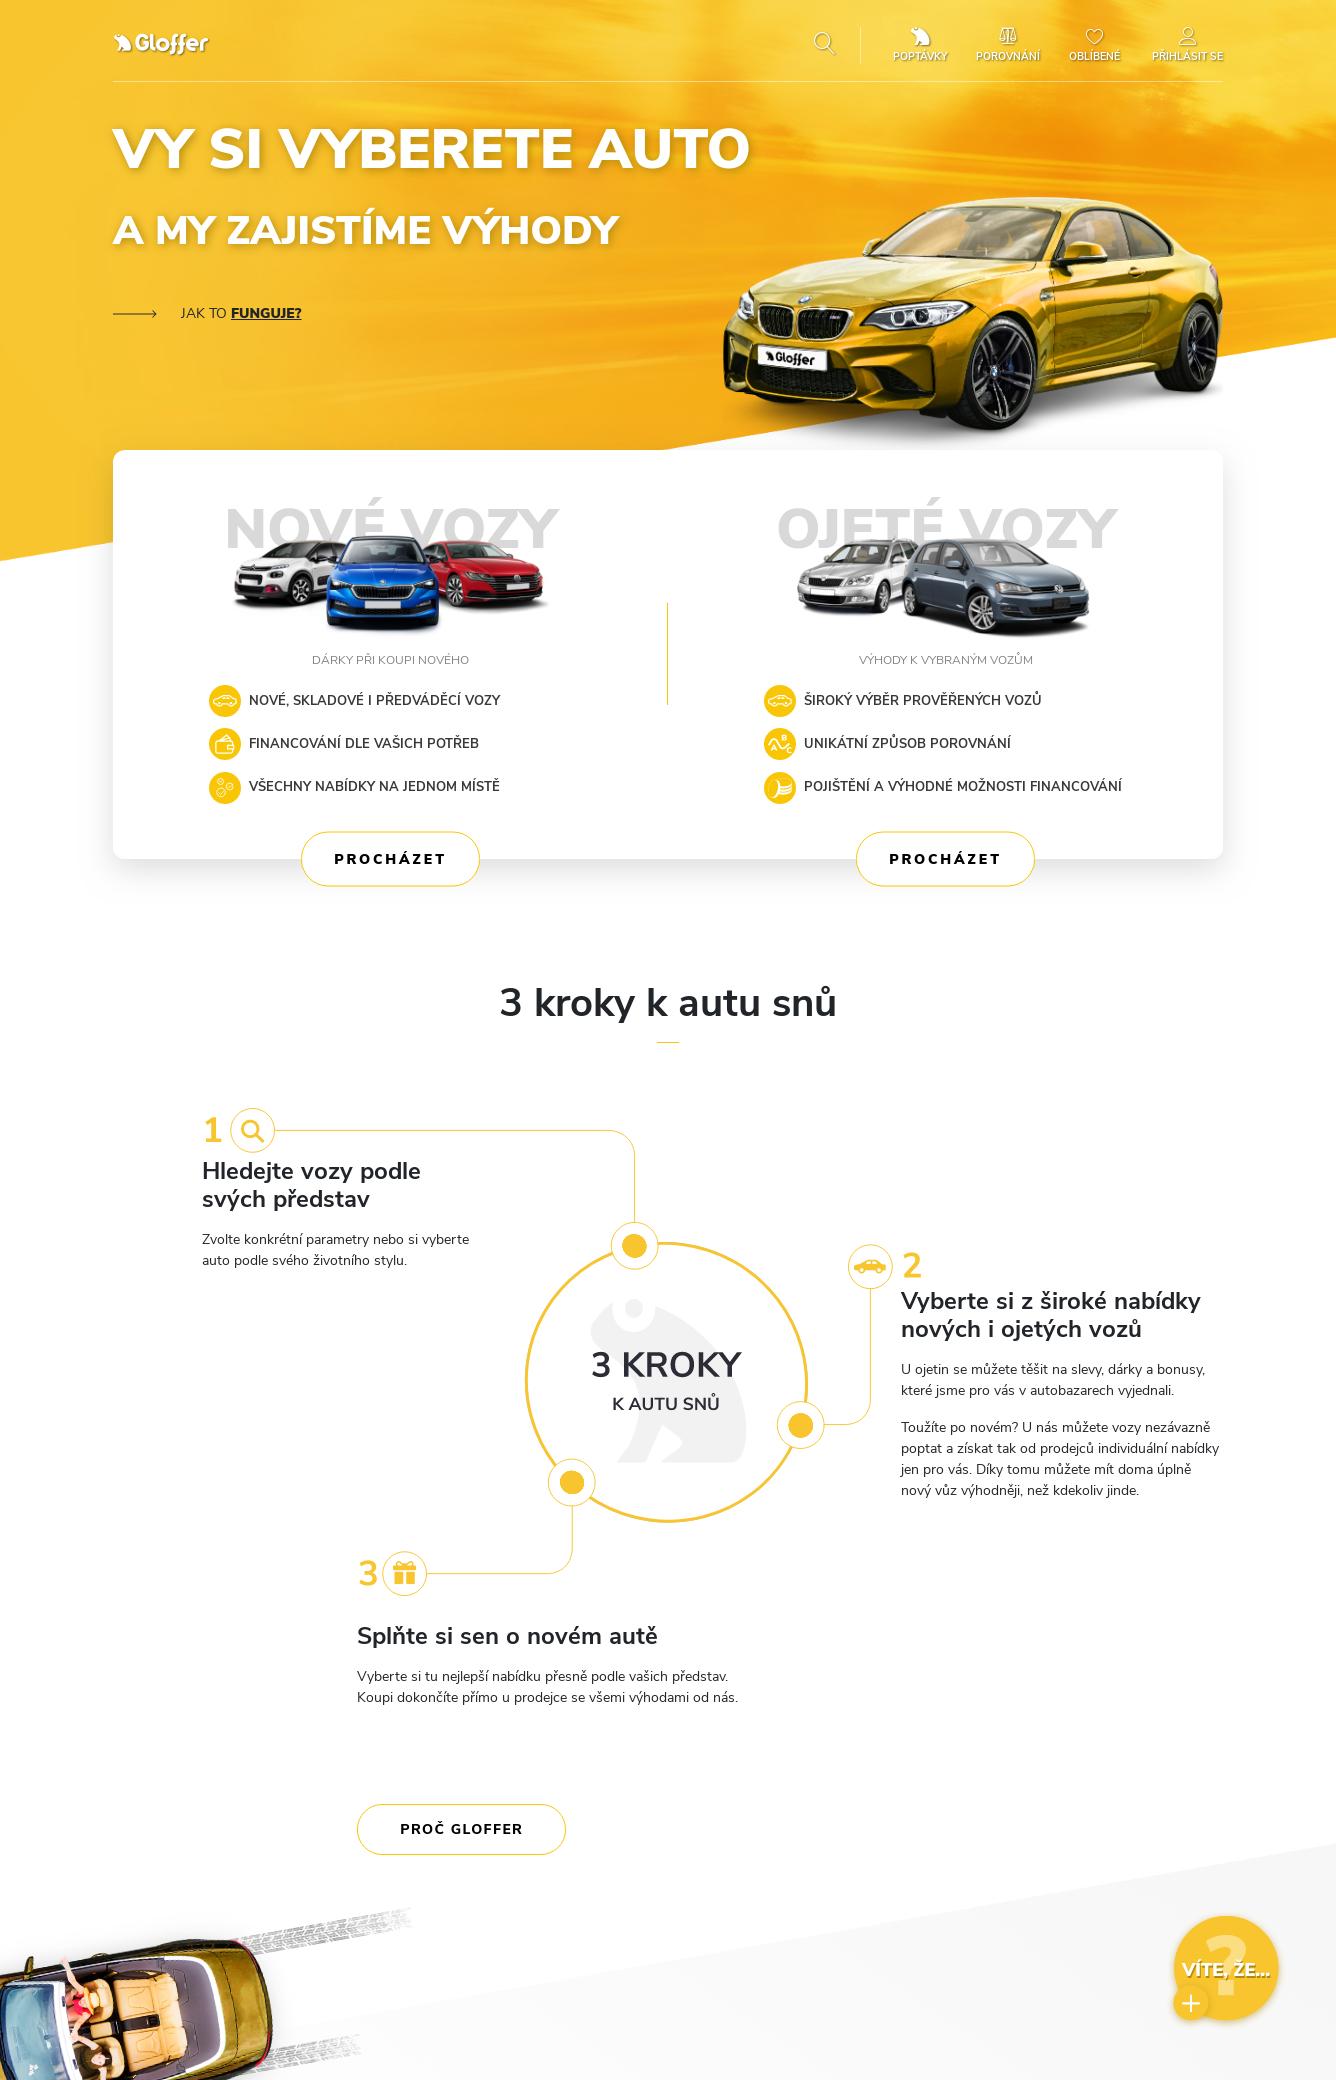 Gloffer
POPTÁVKY
POROVNÁNÍ
OBLÍBENÉ
PŘIHLÁSIT SE
VY SI VYBERETE AUTO
A MY ZAJISTÍME VÝHODY
JAK TO FUNGUJE?
Gloffer
NOVÉ VOZY
DÁRKY PŘI KOUPI NOVÉHO
NOVÉ, SKLADOVÉ I PŘEDVÁDĚCÍ VOZY
FINANCOVÁNÍ DLE VAŠICH POTŘEB
VŠECHNY NABÍDKY NA JEDNOM MÍSTĚ
PROCHÁZET
OJETÉ VOZY
VÝHODY K VYBRANÝM VOZŮM
ŠIROKÝ VÝBĚR PROVĚŘENÝCH VOZŮ
A B C
UNIKÁTNÍ ZPŮSOB POROVNÁNÍ
POJIŠTĚNÍ A VÝHODNÉ MOŽNOSTI FINANCOVÁNÍ
PROCHÁZET
3 kroky k autu snů
1
Hledejte vozy podle
svých představ
Zvolte konkrétní parametry nebo si vyberte
auto podle svého životního stylu.
3 KROKY
K AUTU SNŮ
2
Vyberte si z široké nabídky
nových i ojetých vozů
U ojetin se můžete těšit na slevy, dárky a bonusy,
které jsme pro vás v autobazarech vyjednali.
Toužíte po novém? U nás můžete vozy nezávazně
poptat a získat tak od prodejců individuální nabídky
jen pro vás. Díky tomu můžete mít doma úplně
nový vůz výhodněji, než kdekoliv jinde.
3
Splňte si sen o novém autě
Vyberte si tu nejlepší nabídku přesně podle vašich představ.
Koupi dokončíte přímo u prodejce se všemi výhodami od nás.
PROČ GLOFFER
?
VÍTE, ŽE...
+